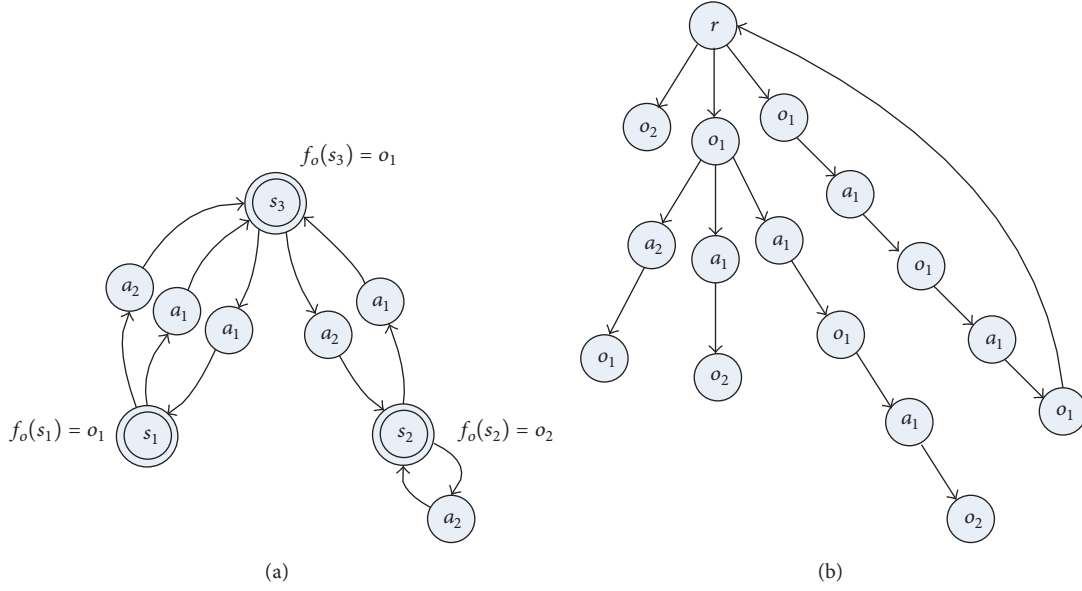 f_o(s_3) = o_1
s_3
a_2
a_1
a_1
a_2
a_1
f_o(s_1) = o_1
s_1
s_2
f_o(s_2) = o_2
a_2
(a)
r
o_2
o_1
o_1
a_2
a_1
a_1
a_1
o_1
o_1
a_1
o_1
o_2
o_1
a_1
o_1
o_2
(b)